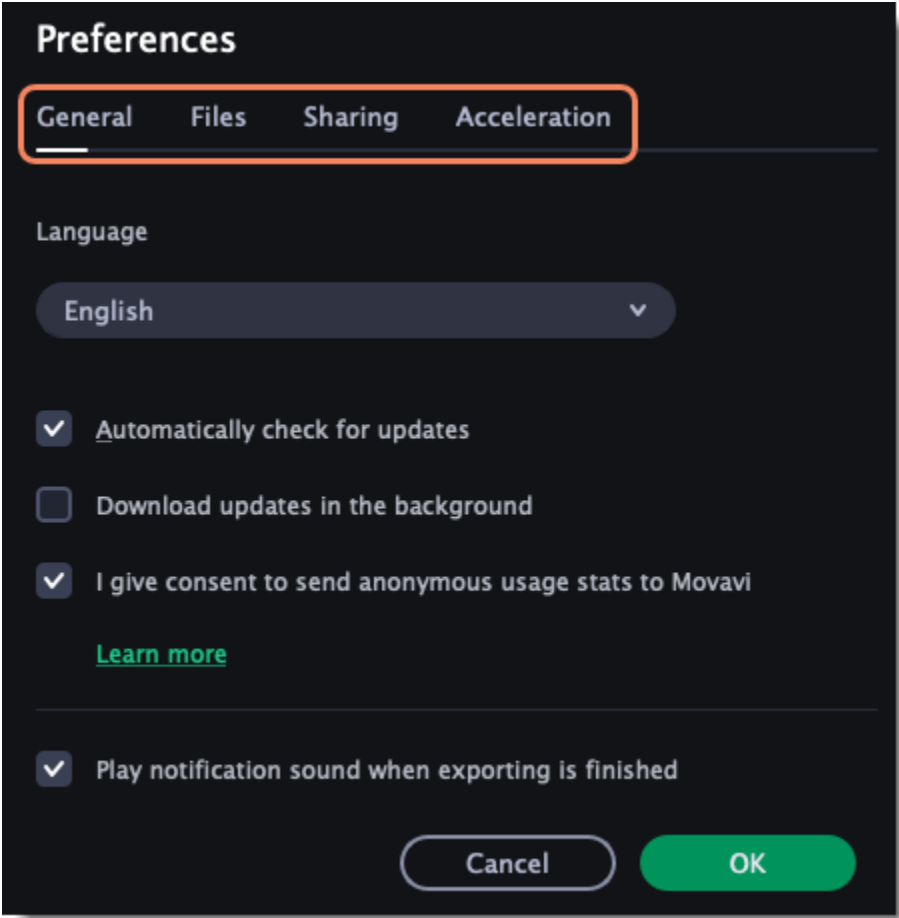 Preferences
General Files Sharing Acceleration
Language
English
Automatically check for updates
Download updates in the background
I give consent to send anonymous usage stats to Movavi
Learn more
Play notification sound when exporting is finished
Cancel OK